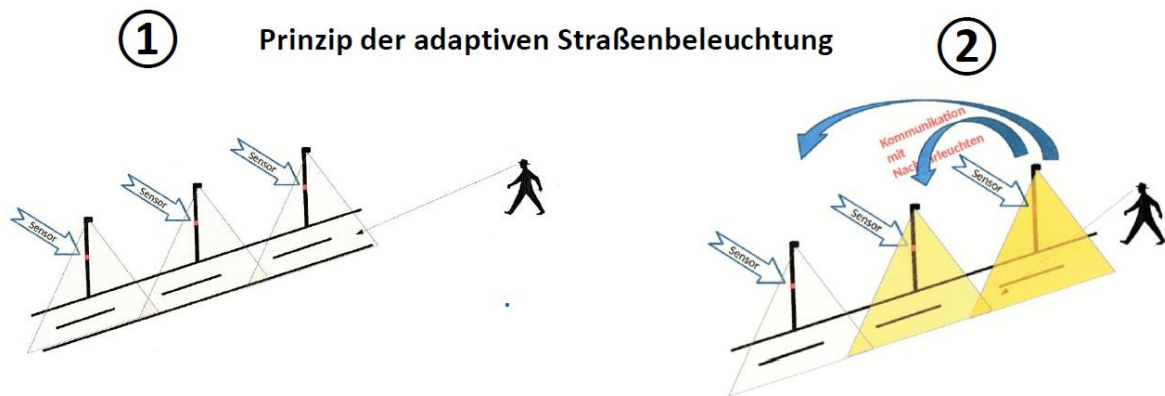 ①
Prinzip der adaptiven Straßenbeleuchtung
②
Sensor
Sensor
Sensor
Kommunikation
mit
Sensor
Sensor
Sensor